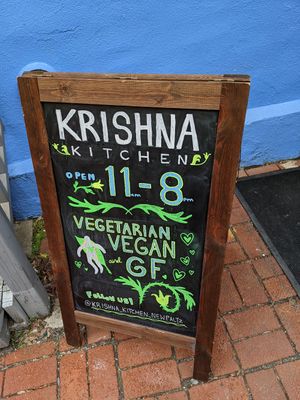 KRISHNA
KITCHEN
OPEN 11am-8pm
VEGETARIAN
VEGAN
and GF.
Follow us!
@KRISHNA_KITCHEN_NEWPALTZ